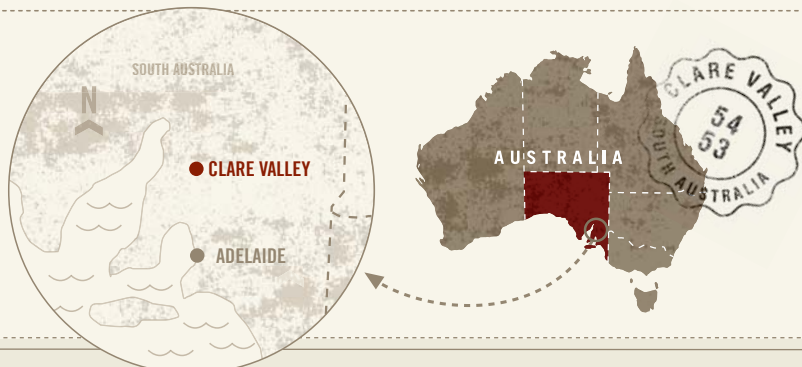 SOUTH AUSTRALIA
N
CLARE VALLEY
ADELAIDE
AUSTRALIA
CLARE VALLEY
54
53
SOUTH AUSTRALIA